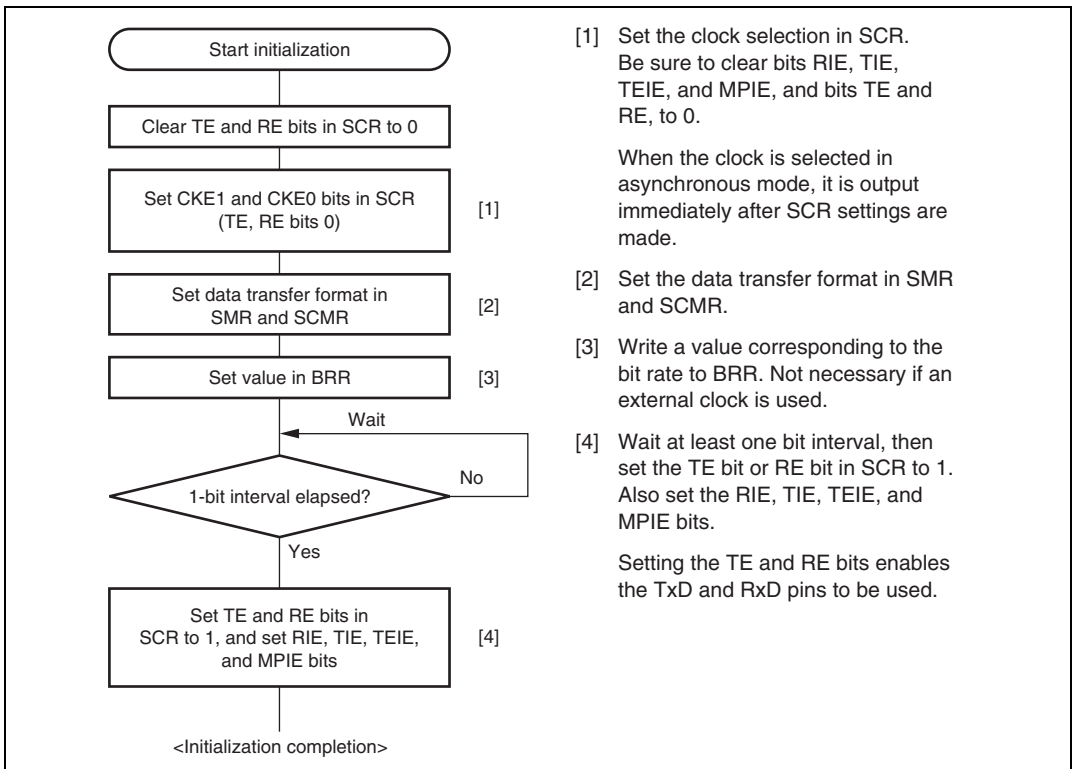 Start initialization
Clear TE and RE bits in SCR to 0
Set CKE1 and CKE0 bits in SCR
(TE, RE bits 0)
[1]
Set data transfer format in
SMR and SCMR
[2]
Set value in BRR
[3]
Wait
1-bit interval elapsed?
No
Yes
Set TE and RE bits in
SCR to 1, and set RIE, TIE, TEIE,
and MPIE bits
[4]
<Initialization completion>
[1] Set the clock selection in SCR.
Be sure to clear bits RIE, TIE,
TEIE, and MPIE, and bits TE and
RE, to 0.
When the clock is selected in
asynchronous mode, it is output
immediately after SCR settings are
made.
[2] Set the data transfer format in SMR
and SCMR.
[3] Write a value corresponding to the
bit rate to BRR. Not necessary if an
external clock is used.
[4] Wait at least one bit interval, then
set the TE bit or RE bit in SCR to 1.
Also set the RIE, TIE, TEIE, and
MPIE bits.
Setting the TE and RE bits enables
the TxD and RxD pins to be used.